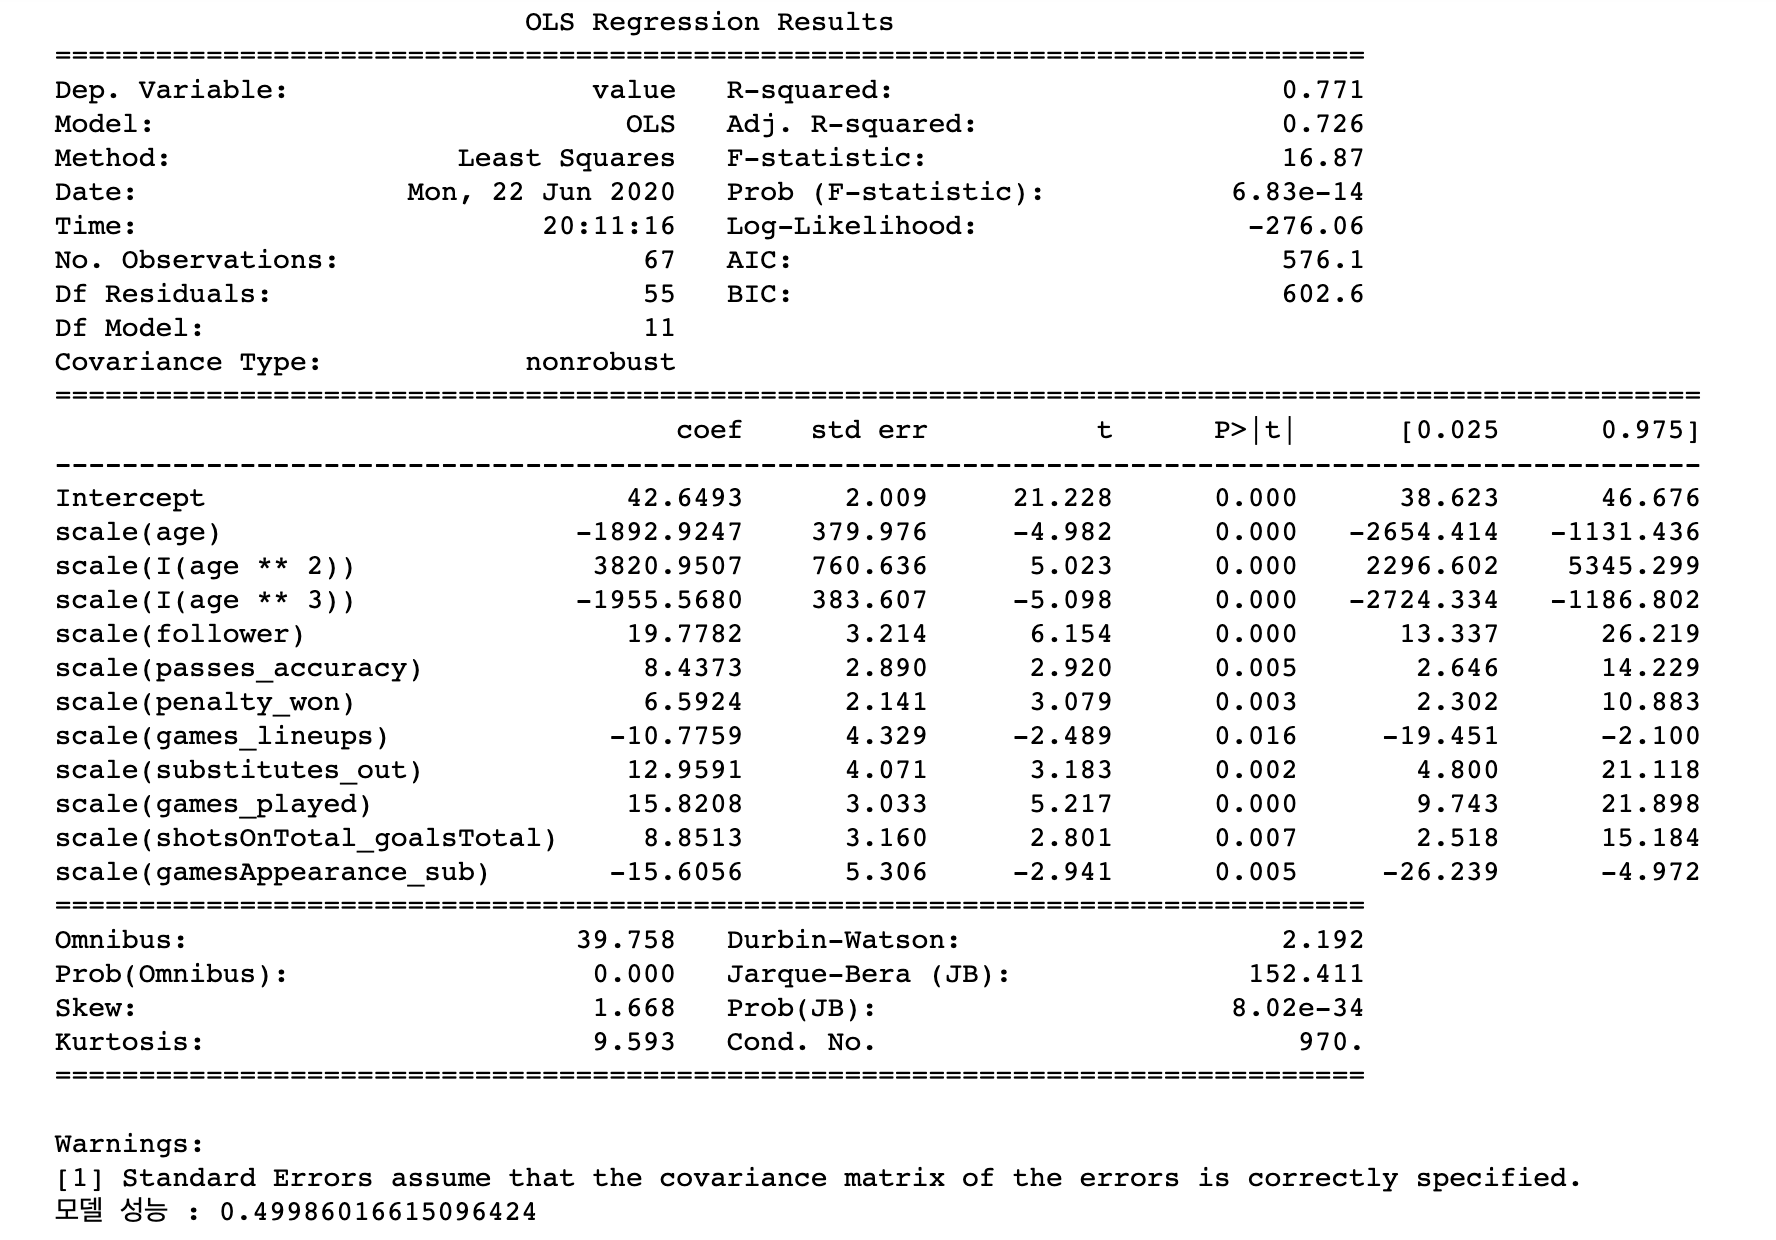 OLS Regression Results
==============================================================================
Dep. Variable: value R-squared: 0.771
Model: OLS Adj. R-squared: 0.726
Method: Least Squares F-statistic: 16.87
Date: Mon, 22 Jun 2020 Prob (F-statistic): 6.83e-14
Time: 20:11:16 Log-Likelihood: -276.06
No. Observations: 67 AIC: 576.1
Df Residuals: 55 BIC: 602.6
Df Model: 11
Covariance Type: nonrobust
==================================================================================================
coef std err t P>|t| [0.025 0.975]
--------------------------------------------------------------------------------------------------
Intercept 42.6493 2.009 21.228 0.000 38.623 46.676
scale(age) -1892.9247 379.976 -4.982 0.000 -2654.414 -1131.436
scale(I(age ** 2)) 3820.9507 760.636 5.023 0.000 2296.602 5345.299
scale(I(age ** 3)) -1955.5680 383.607 -5.098 0.000 -2724.334 -1186.802
scale(follower) 19.7782 3.214 6.154 0.000 13.337 26.219
scale(passes_accuracy) 8.4373 2.890 2.920 0.005 2.646 14.229
scale(penalty_won) 6.5924 2.141 3.079 0.003 2.302 10.883
scale(games_lineups) -10.7759 4.329 -2.489 0.016 -19.451 -2.100
scale(substitutes_out) 12.9591 4.071 3.183 0.002 4.800 21.118
scale(games_played) 15.8208 3.033 5.217 0.000 9.743 21.898
scale(shotsOnTotal_goalsTotal) 8.8513 3.160 2.801 0.007 2.518 15.184
scale(gamesAppearance_sub) -15.6056 5.306 -2.941 0.005 -26.239 -4.972
==============================================================================
Omnibus: 39.758 Durbin-Watson: 2.192
Prob(Omnibus): 0.000 Jarque-Bera (JB): 152.411
Skew: 1.668 Prob(JB): 8.02e-34
Kurtosis: 9.593 Cond. No. 970.
==============================================================================
Warnings:
[1] Standard Errors assume that the covariance matrix of the errors is correctly specified.
모델 성능 : 0.49986016615096424